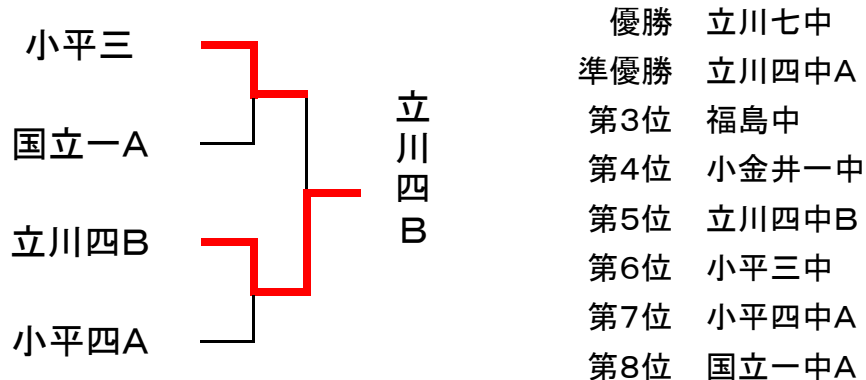 小平三
国立一A
立川四B
小平四A
立川四B
優勝 立川七中
準優勝 立川四中A
第3位 福島中
第4位 小金井一中
第5位 立川四中B
第6位 小平三中
第7位 小平四中A
第8位 国立一中A